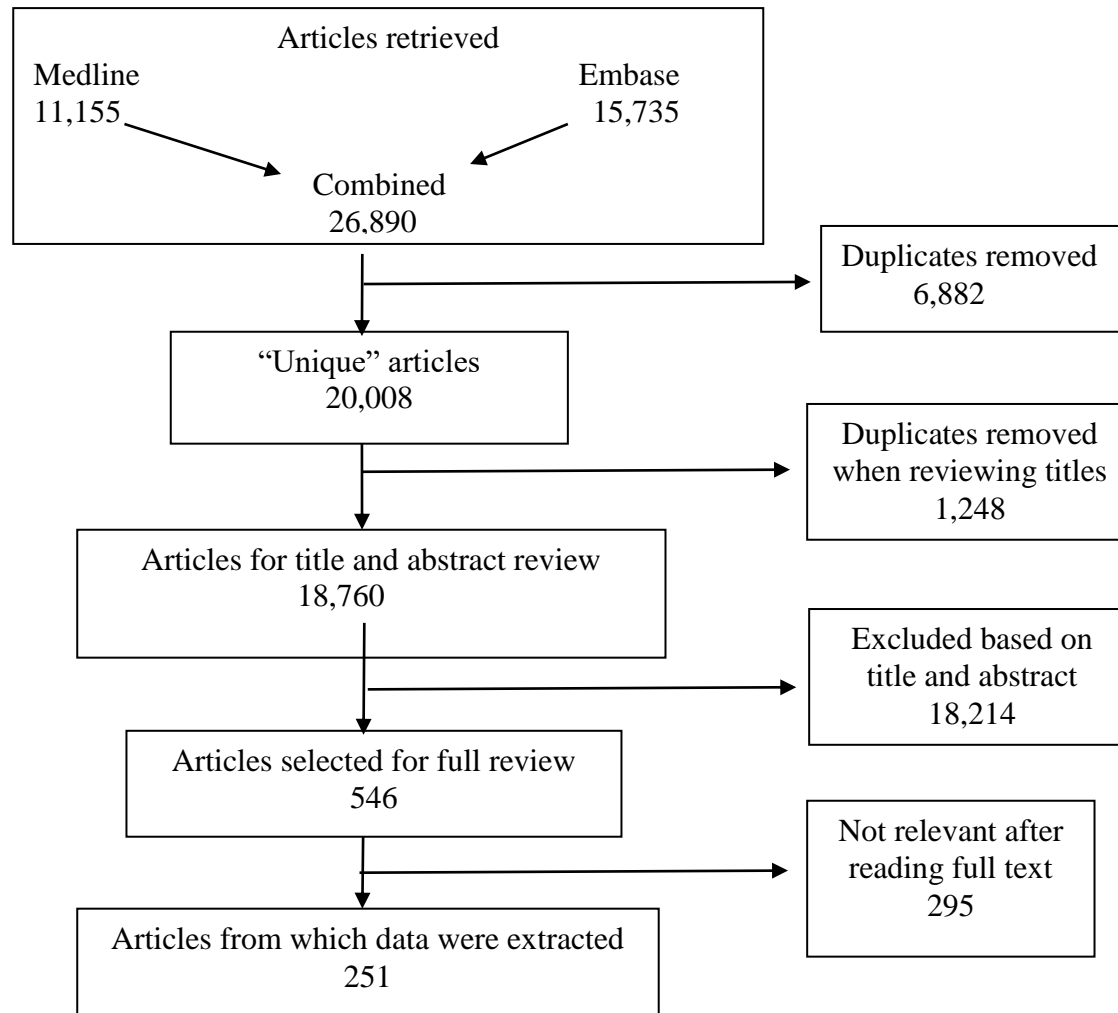 Articles retrieved
Medline
11,155
Embase
15,735
Combined
26,890
Duplicates removed
6,882
“Unique” articles
20,008
Duplicates removed
when reviewing titles
1,248
Articles for title and abstract review
18,760
Excluded based on
title and abstract
18,214
Articles selected for full review
546
Not relevant after
reading full text
295
Articles from which data were extracted
251